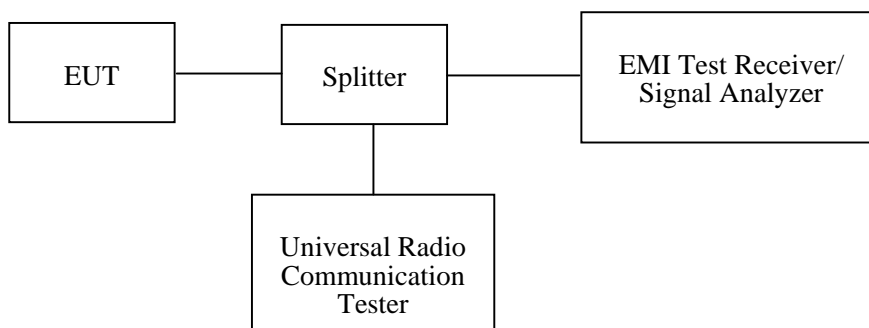 EUT
Splitter
EMI Test Receiver/
Signal Analyzer
Universal Radio
Communication
Tester